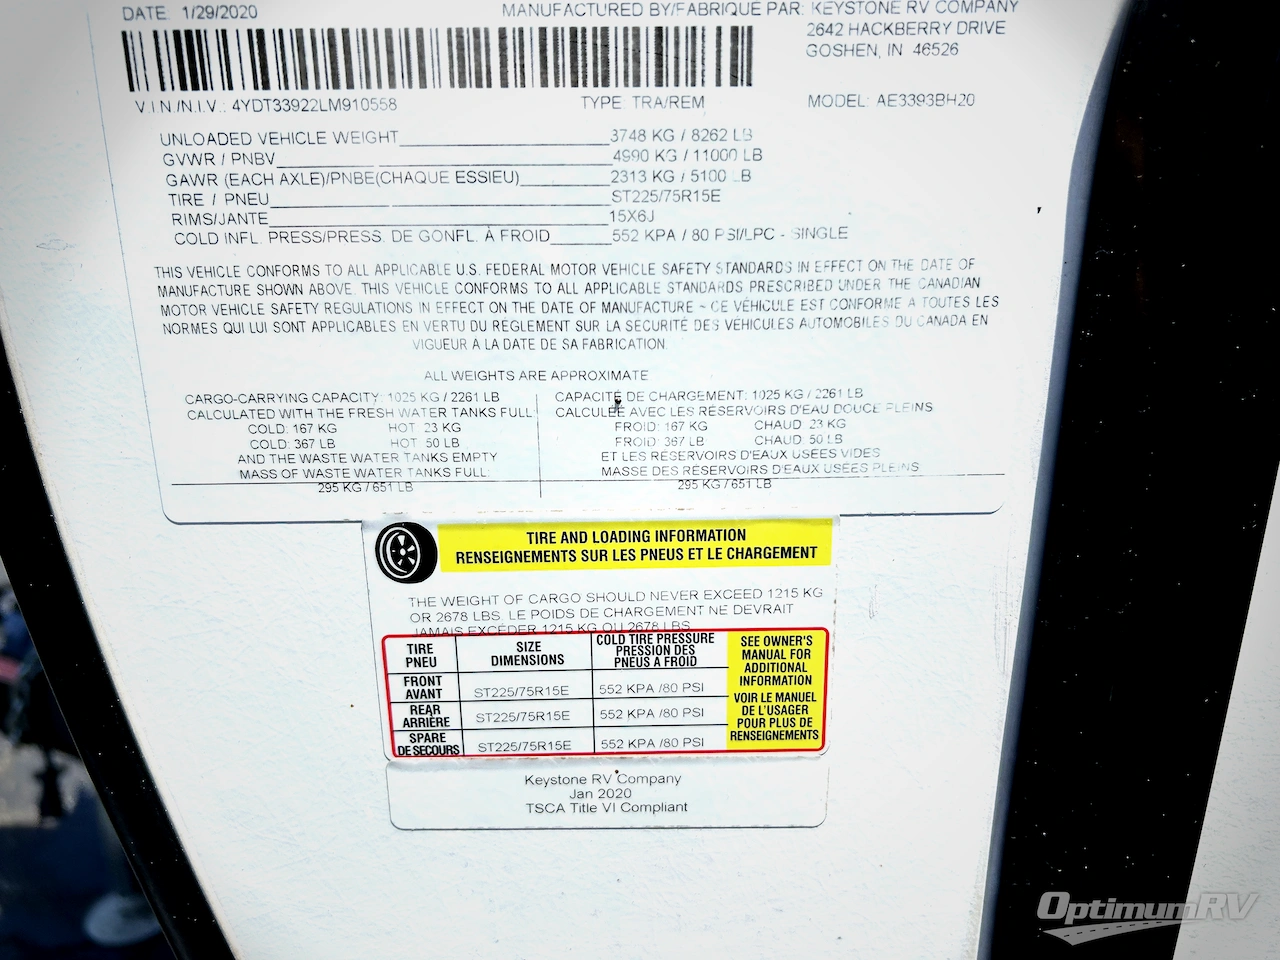 DATE: 1/29/2020
MANUFACTURED BY/FABRIQUE PAR: KEYSTONE RV COMPANY
2642 HACKBERRY DRIVE
GOSHEN, IN 46526
V.I.N./N.I.V.: 4YDT33922LM910558 TYPE: TRA/REM MODEL: AE3393BH20
UNLOADED VEHICLE WEIGHT 3748 KG / 8262 LB
GVWR / PNBV 4990 KG / 11000 LB
GAWR (EACH AXLE)/PNBE(CHAQUE ESSIEU) 2313 KG / 5100 LB
TIRE / PNEU ST225/75R15E
RIMS/JANTE 15X6J
COLD INFL. PRESS/PRESS. DE GONFL. À FROID 552 KPA / 80 PSI/LPC - SINGLE
THIS VEHICLE CONFORMS TO ALL APPLICABLE U.S. FEDERAL MOTOR VEHICLE SAFETY STANDARDS IN EFFECT ON THE DATE OF
MANUFACTURE SHOWN ABOVE. THIS VEHICLE CONFORMS TO ALL APPLICABLE STANDARDS PRESCRIBED UNDER THE CANADIAN
MOTOR VEHICLE SAFETY REGULATIONS IN EFFECT ON THE DATE OF MANUFACTURE ~ CE VÉHICULE EST CONFORME A TOUTES LES
NORMES QUI LUI SONT APPLICABLES EN VERTU DU REGLEMENT SUR LA SECURITÉ DES VÉHICULES AUTOMOBILES DU CANADA EN
VIGUEUR A LA DATE DE SA FABRICATION.
ALL WEIGHTS ARE APPROXIMATE
CARGO-CARRYING CAPACITY: 1025 KG / 2261 LB
CALCULATED WITH THE FRESH WATER TANKS FULL
COLD: 167 KG HOT: 23 KG
COLD: 367 LB HOT: 50 LB
AND THE WASTE WATER TANKS EMPTY
MASS OF WASTE WATER TANKS FULL:
295 KG / 651 LB
CAPACITÉ DE CHARGEMENT: 1025 KG / 2261 LB
CALCULÉE AVEC LES RÉSERVOIRS D'EAU DOUCE PLEINS
FROID: 167 KG CHAUD: 23 KG
FROID: 367 LB CHAUD: 50 LB
ET LES RÉSERVOIRS D'EAUX USÉES VIDES
MASSE DES RÉSERVOIRS D'EAUX USÉES PLEINS
295 KG / 651 LB
TIRE AND LOADING INFORMATION
RENSEIGNEMENTS SUR LES PNEUS ET LE CHARGEMENT
THE WEIGHT OF CARGO SHOULD NEVER EXCEED 1215 KG
OR 2678 LBS. LE POIDS DE CHARGEMENT NE DEVRAIT
JAMAIS EXCÉDER 1215 KG OU 2678 LBS
TIRE
PNEU
SIZE
DIMENSIONS
COLD TIRE PRESSURE
PRESSION DES
PNEUS A FROID
FRONT
AVANT
ST225/75R15E 552 KPA /80 PSI
REAR
ARRIÈRE
ST225/75R15E 552 KPA /80 PSI
SPARE
DE SECOURS
ST225/75R15E 552 KPA /80 PSI
SEE OWNER'S
MANUAL FOR
ADDITIONAL
INFORMATION
VOIR LE MANUEL
DE L'USAGER
POUR PLUS DE
RENSEIGNEMENTS
Keystone RV Company
Jan 2020
TSCA Title VI Compliant
OptimumRV